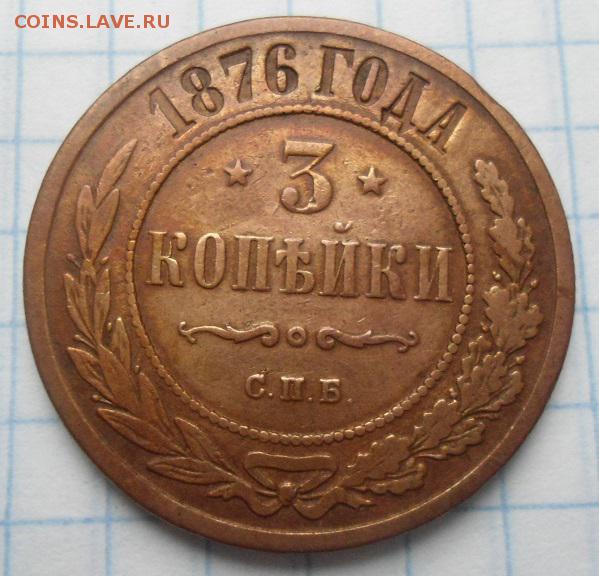 COINS.LAVE.RU
1876 ГОДА
3
КОПѢЙКИ
С.П.Б.